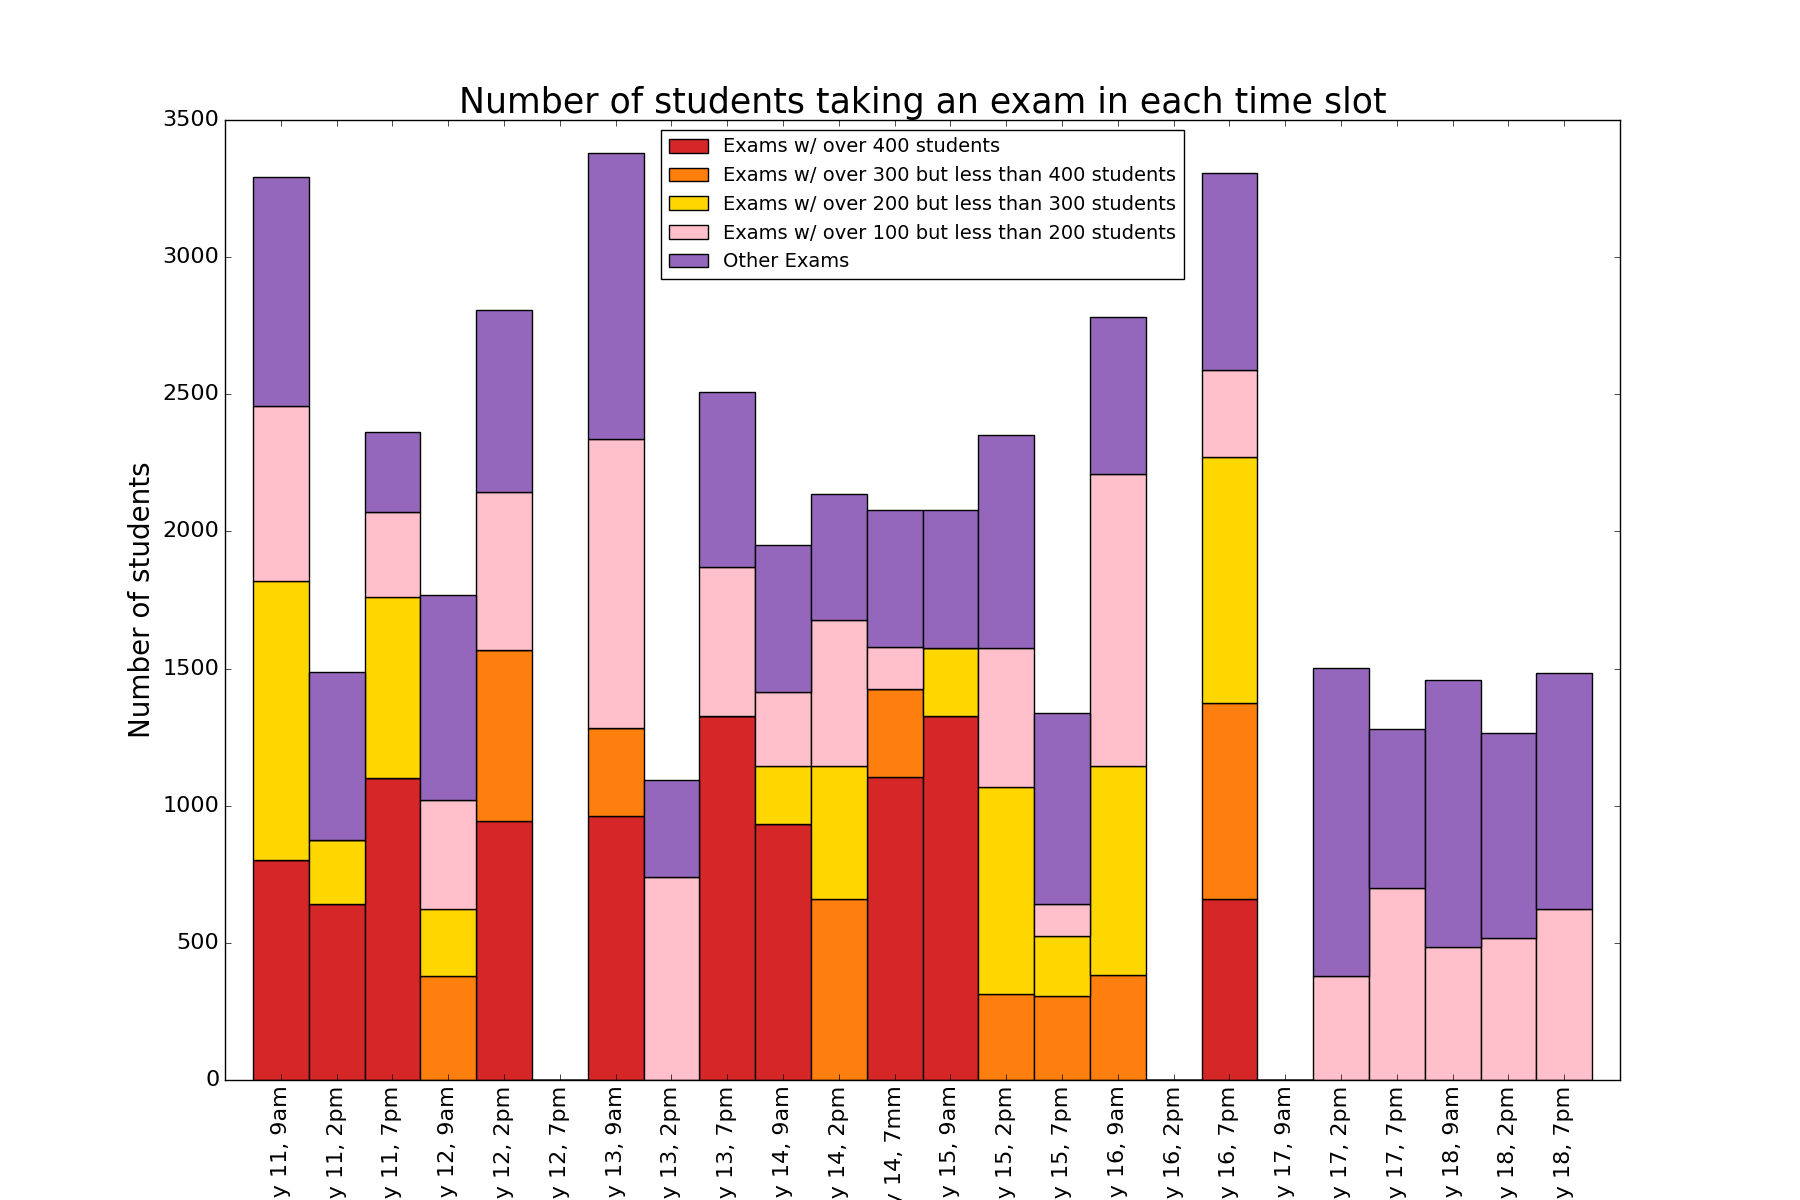 Number of students taking an exam in each time slot
Exams w/ over 400 students
Exams w/ over 300 but less than 400 students
Exams w/ over 200 but less than 300 students
Exams w/ over 100 but less than 200 students
Other Exams
Number of students
3500
3000
2500
2000
1500
1000
500
0
y 11, 9am
y 11, 2pm
y 11, 7pm
y 12, 9am
y 12, 2pm
y 12, 7pm
y 13, 9am
y 13, 2pm
y 13, 7pm
y 14, 9am
y 14, 2pm
y 14, 7mm
y 15, 9am
y 15, 2pm
y 15, 7pm
y 16, 9am
y 16, 2pm
y 16, 7pm
y 17, 9am
y 17, 2pm
y 17, 7pm
y 18, 9am
y 18, 2pm
y 18, 7pm